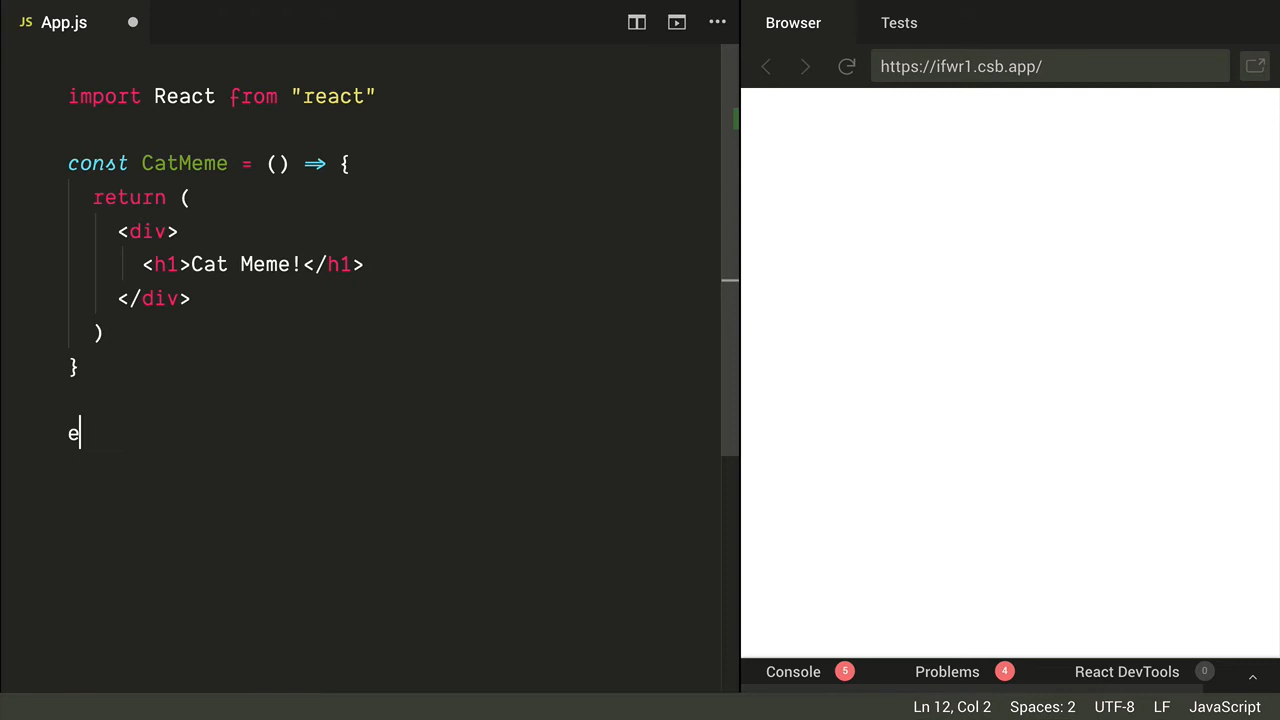 JS App.js
import React from "react"
const CatMeme = () => {
return (
<div>
<h1>Cat Meme!</h1>
</div>
)
}
e
Browser Tests
https://ifwr1.csb.app/
Console 5 Problems 4 React DevTools 0
Ln 12, Col 2 Spaces: 2 UTF-8 LF JavaScript